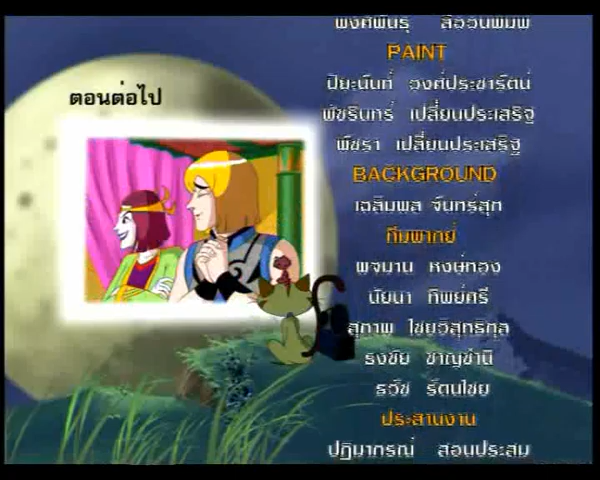 ตอนต่อไป
PAINT
ปิยะนันท์ วงศ์ประชารัตน์
พัชรินทร์ เปลี่ยนประเสริฐ
พัชรา เปลี่ยนประเสริฐ
BACKGROUND
เฉลิมพล จันทร์สุก
ทีมพากย์
พจมาน หงษ์ทอง
นัยนา ทิพย์ศรี
สุภาพ ไชยวิสุทธิกุล
ธงชัย ชาญชำนิ
ธวัช รัตนไชย
ประสานงาน
ปฏิมาภรณ์ สอนประสม